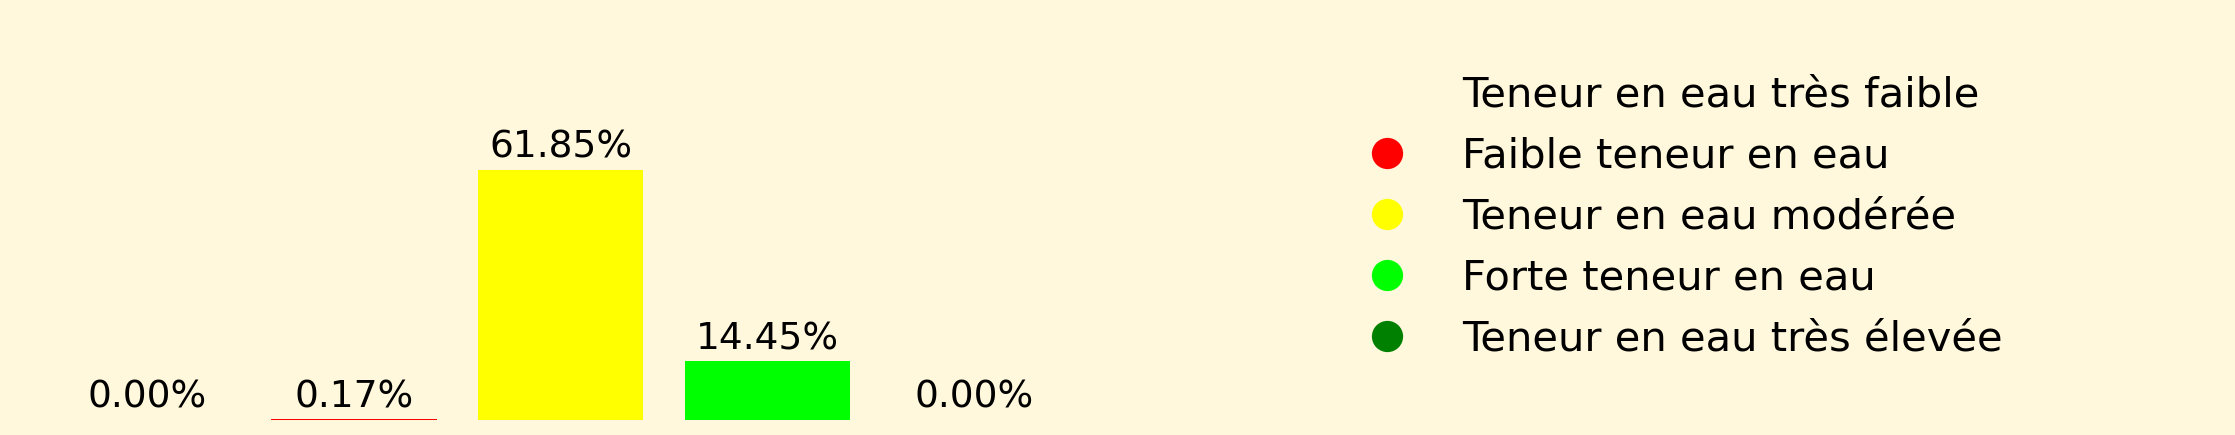 61.85%
14.45%
0.00%
0.17%
0.00%
Teneur en eau très faible
Faible teneur en eau
Teneur en eau modérée
Forte teneur en eau
Teneur en eau très élevée